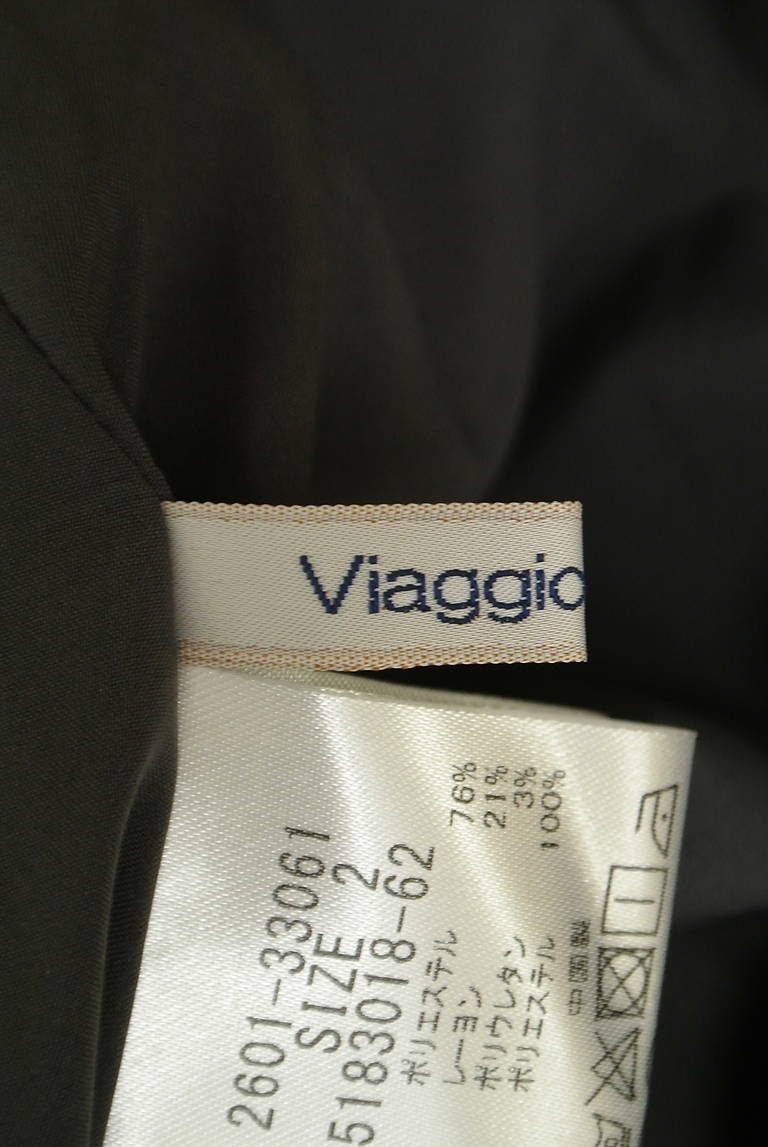 Viaggio
2601-33061
SIZE 2
5183018-62
ポリエステル 76%
レーヨン 21%
ポリウレタン 3%
ポリエステル 100%